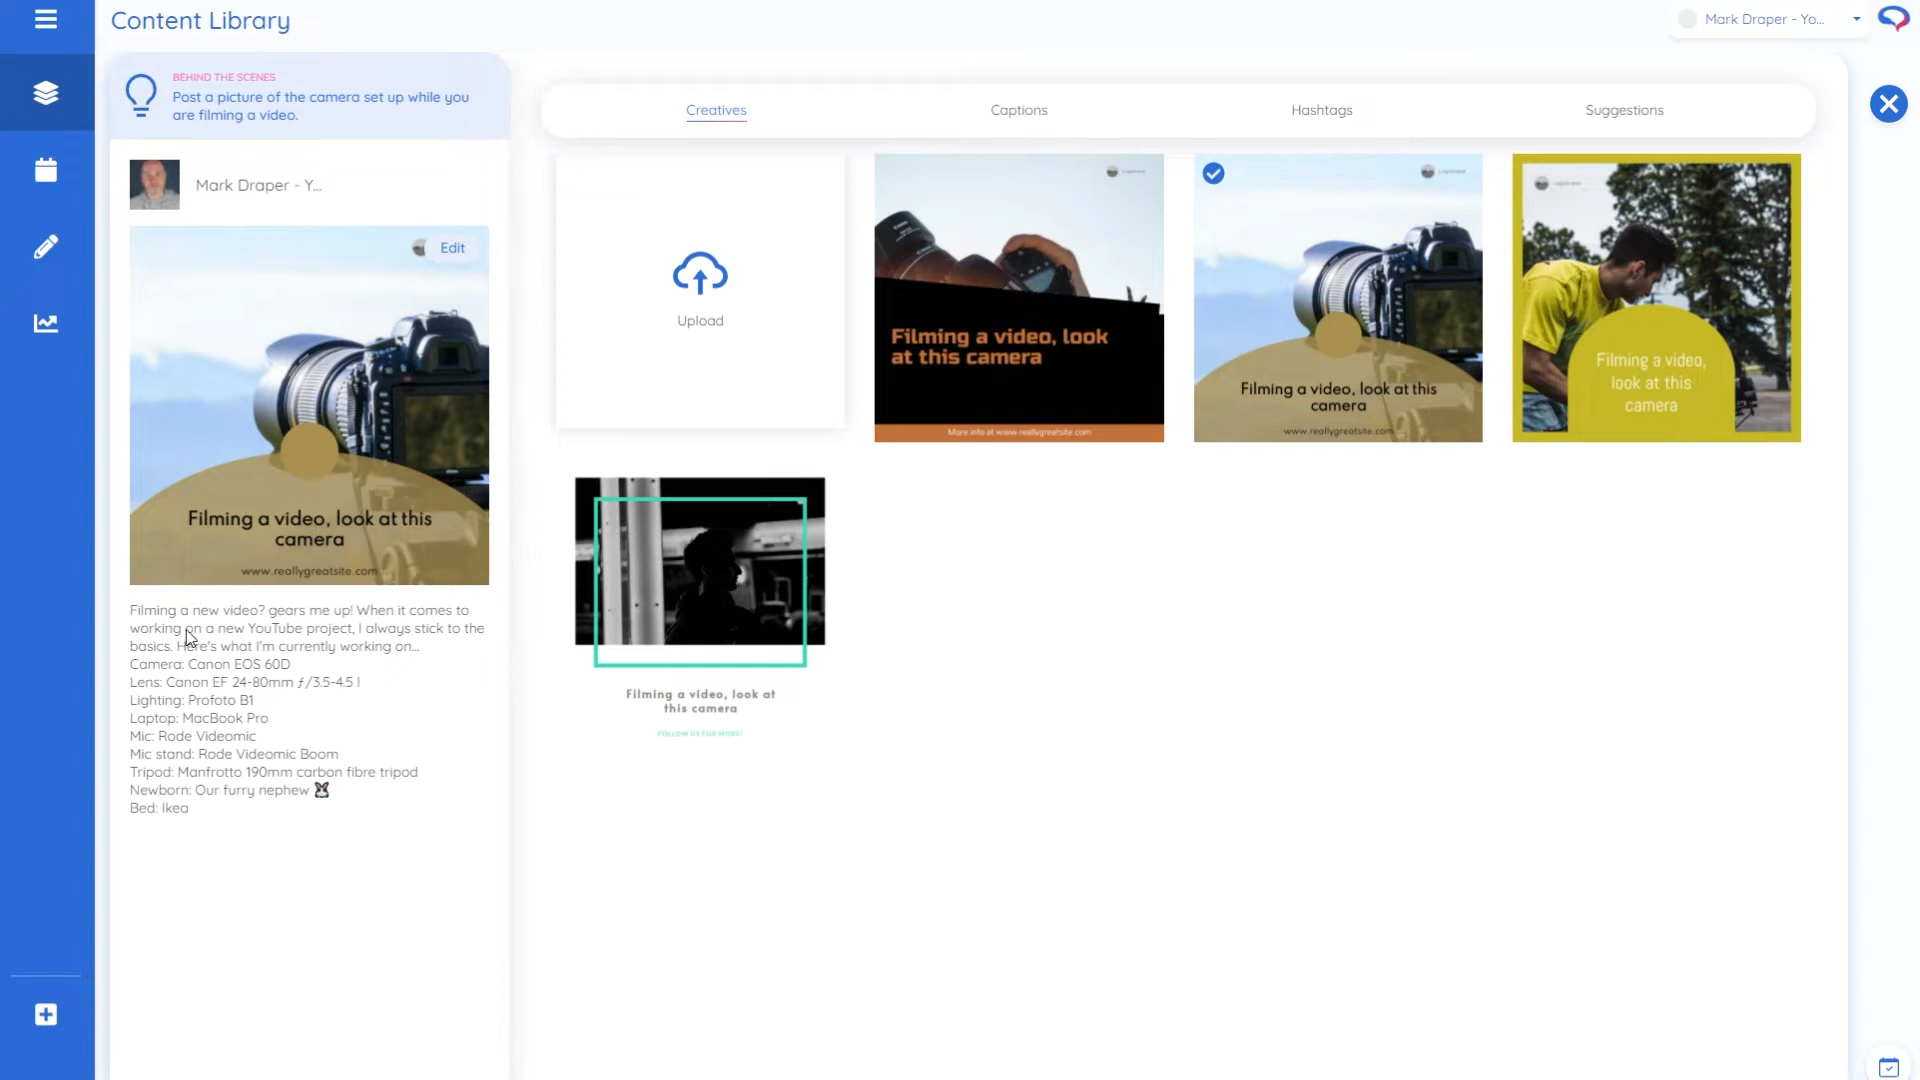 Content Library
Mark Draper - Yo...
BEHIND THE SCENES
Post a picture of the camera set up while you
are filming a video.
Creatives
Captions
Hashtags
Suggestions
Mark Draper - Y...
Edit
Filming a video, look at this
camera
www.reallygreatsite.com
Filming a new video? gears me up! When it comes to
working on a new YouTube project, I always stick to the
basics. Here's what I'm currently working on...
Camera: Canon EOS 60D
Lens: Canon EF 24-80mm ƒ/3.5-4.5 l
Lighting: Profoto B1
Laptop: MacBook Pro
Mic: Rode Videomic
Mic stand: Rode Videomic Boom
Tripod: Manfrotto 190mm carbon fibre tripod
Newborn: Our furry nephew 🐰
Bed: Ikea
Upload
Filming a video, look
at this camera
More info at www.reallygreatsite.com
Filming a video, look at this
camera
www.reallygreatsite.com
Filming a video,
look at this
camera
Filming a video, look at
this camera
FOLLOW US FOR MORE!